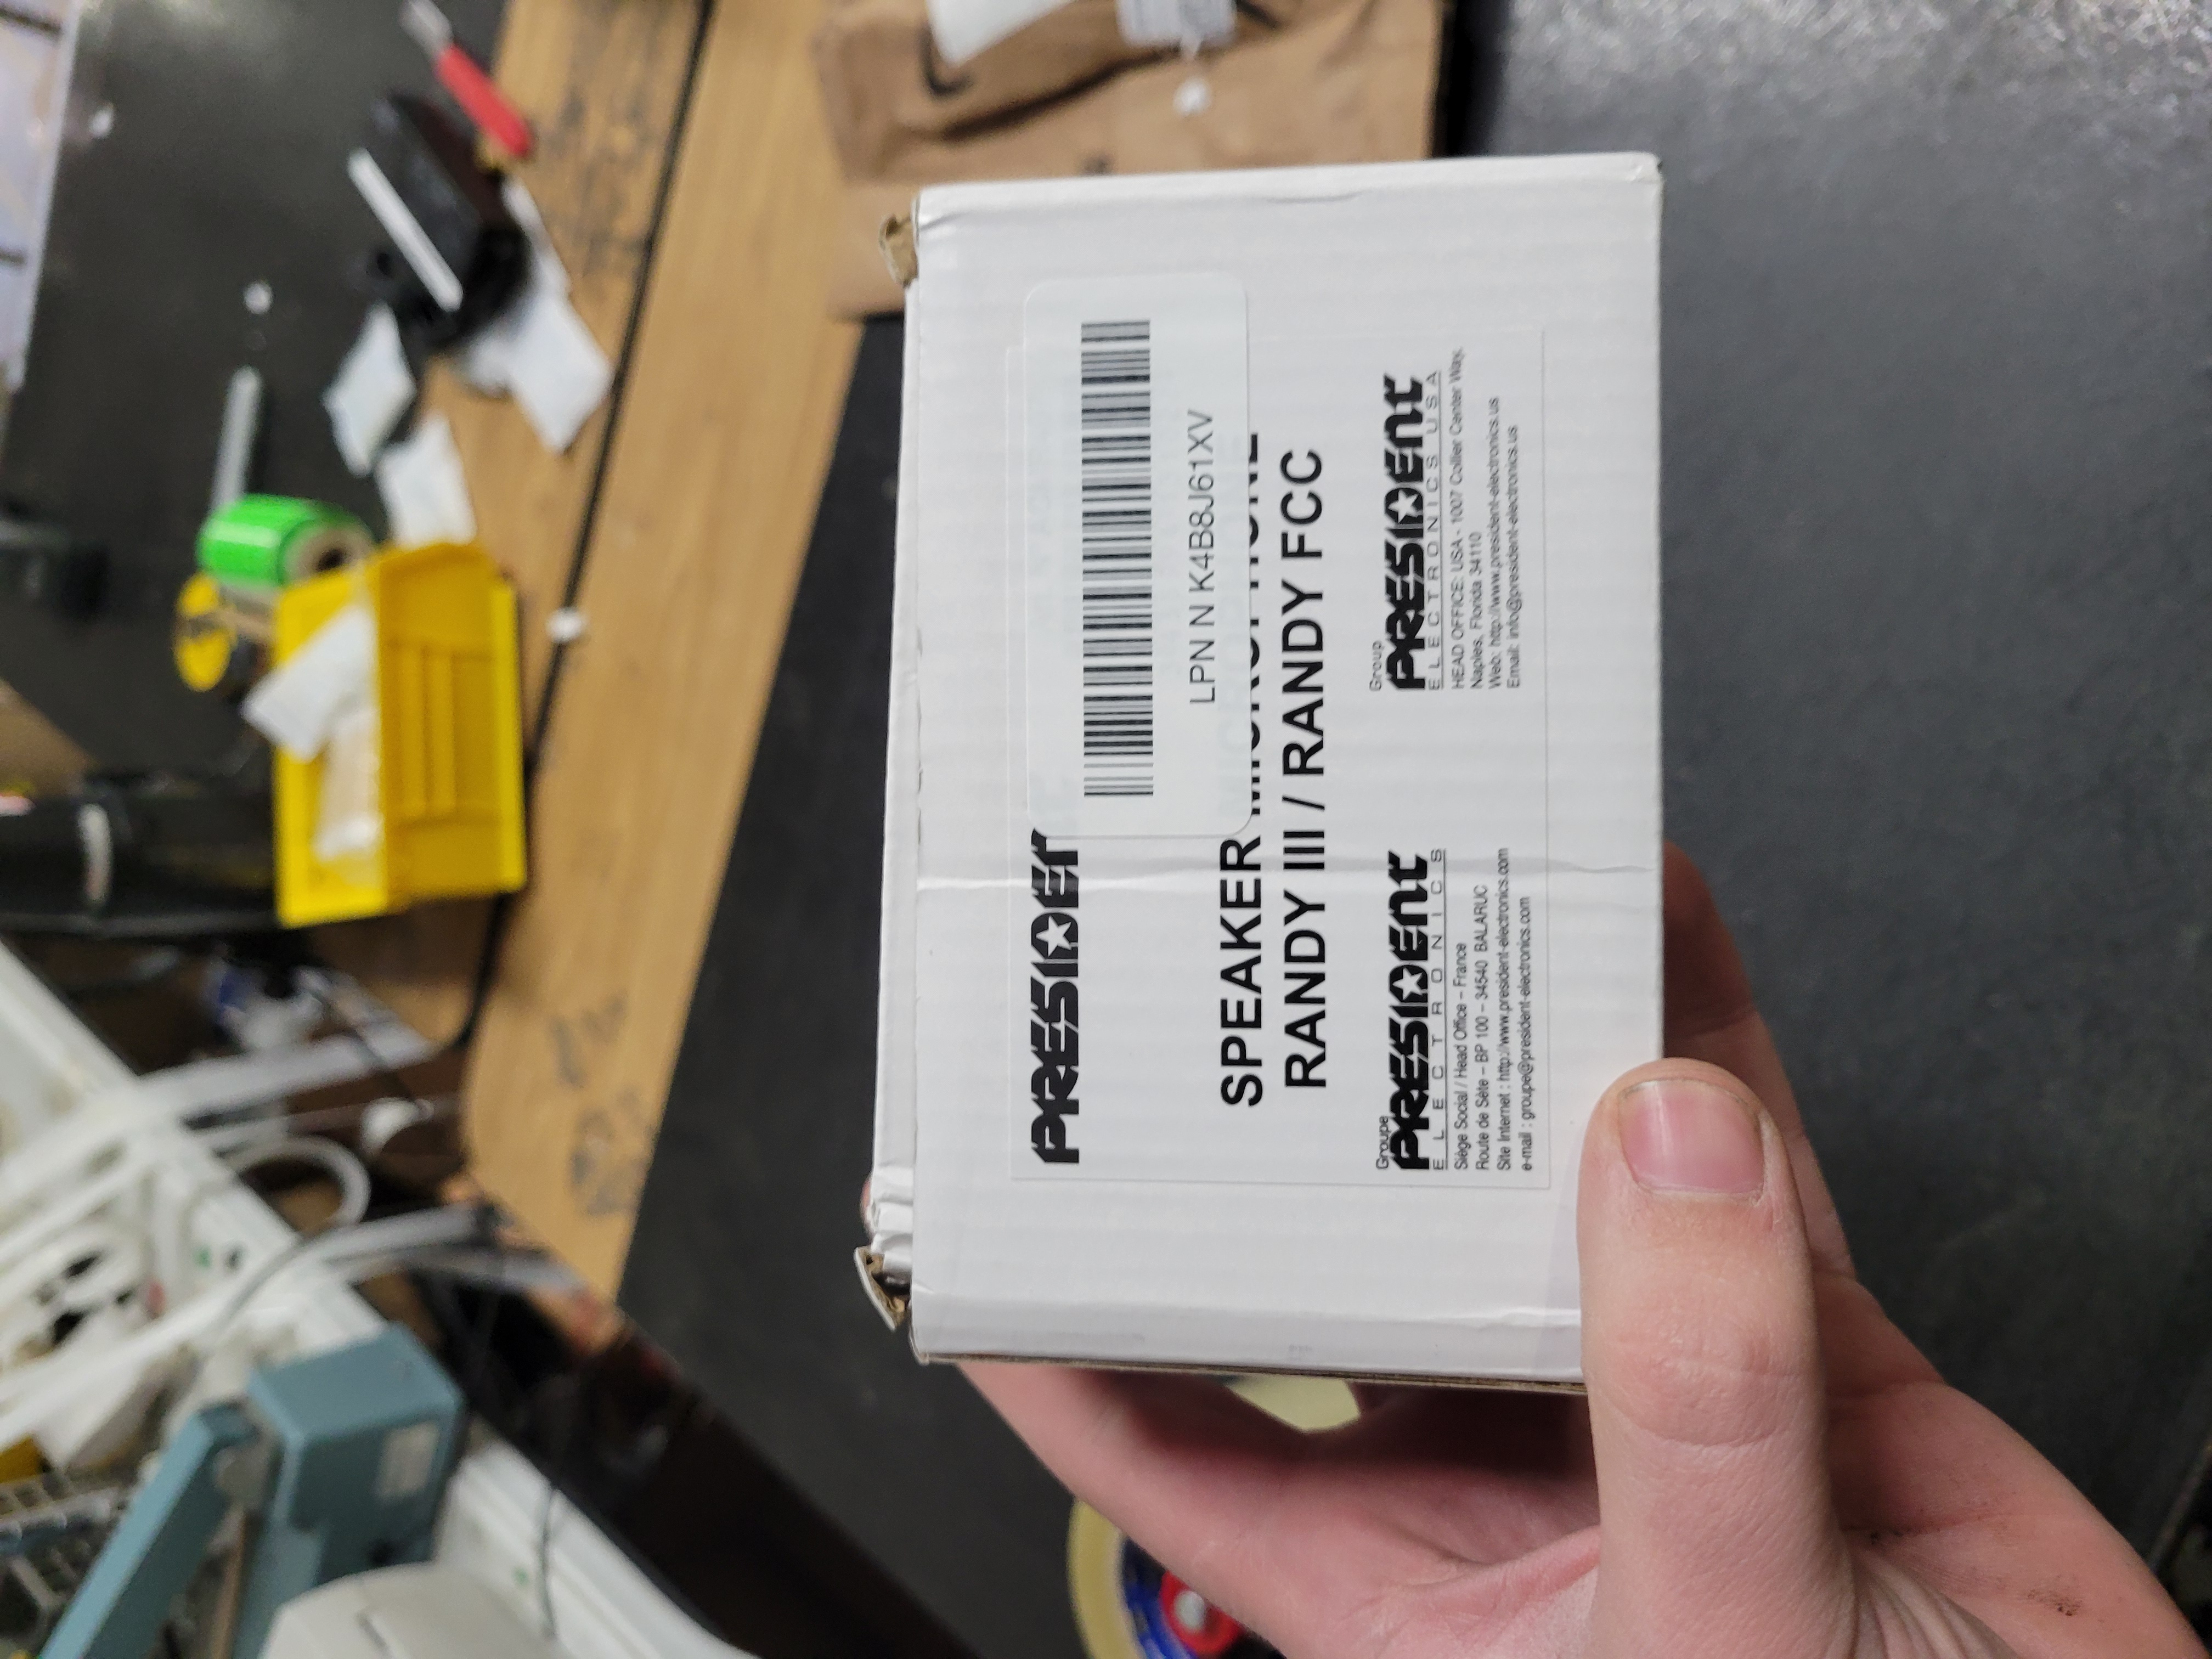 PRESIDENT
LPN N K4B8J61XV
SPEAKER MICROPHONE
RANDY III / RANDY FCC
Groupe
PRESIDENT
ELECTRONICS
Siège Social / Head Office – France
Route de Sète – BP 100 – 34540 BALARUC
Site Internet : http://www.president-electronics.com
e-mail : groupe@president-electronics.com
Group
PRESIDENT
ELECTRONICS USA
HEAD OFFICE: USA - 1007 Collier Center Way,
Naples, Florida 34110
Web: http://www.president-electronics.us
Email: info@president-electronics.us